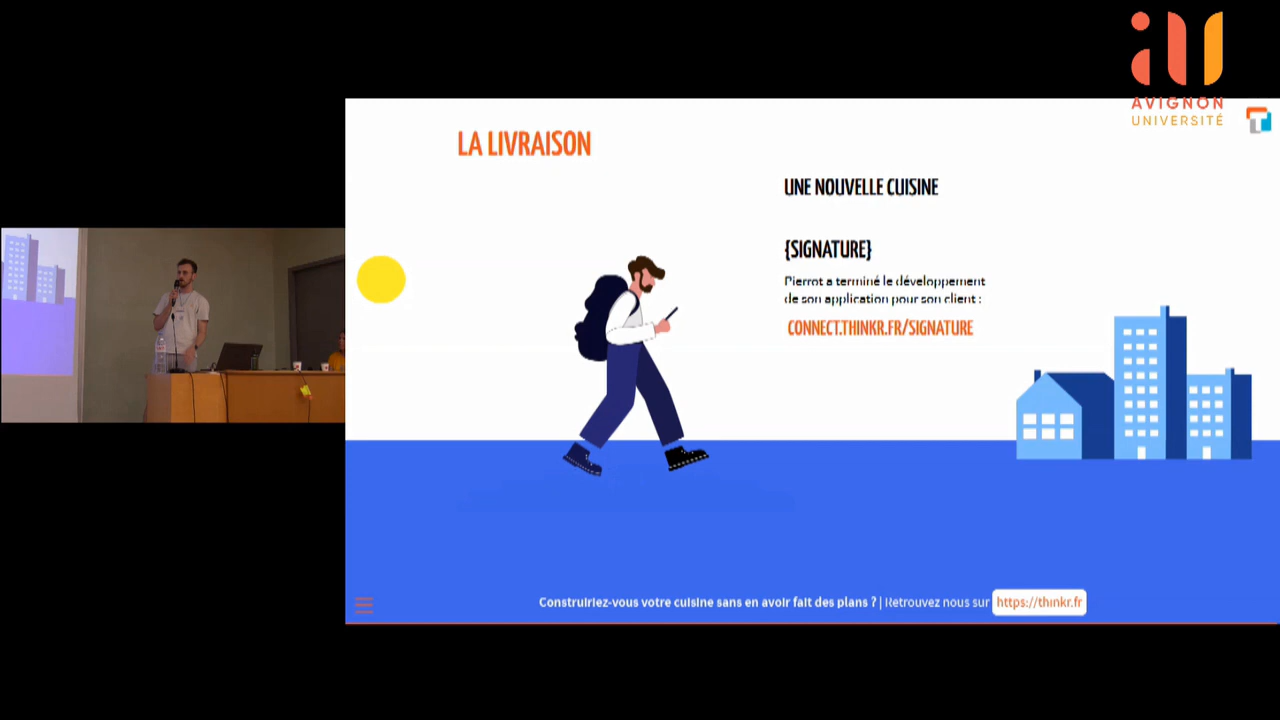 AVIGNON
UNIVERSITÉ
LA LIVRAISON
UNE NOUVELLE CUISINE
{SIGNATURE}
Pierrot a terminé le développement
de son application pour son client :
CONNECT.THINKR.FR/SIGNATURE
Construiriez-vous votre cuisine sans en avoir fait des plans ? | Retrouvez nous sur https://thinkr.fr